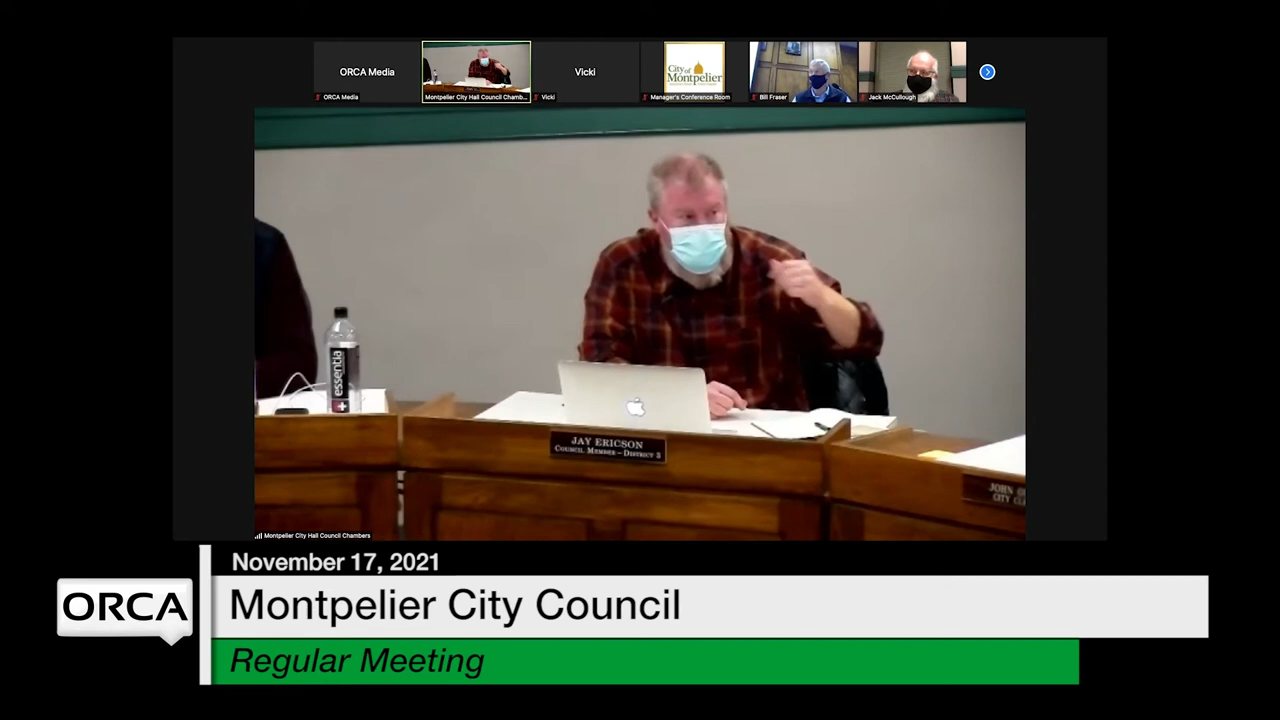 ORCA Media
Vicki
City of
Montpelier
ORCA Media
Montpelier City Hall Council Chamb...
Vicki
Manager's Conference Room
Bill Fraser
Jack McCullough
essentia
JAY ERICSON
COUNCIL MEMBER – DISTRICT 3
JOHN
CITY
Montpelier City Hall Council Chambers
November 17, 2021
ORCA
Montpelier City Council
Regular Meeting